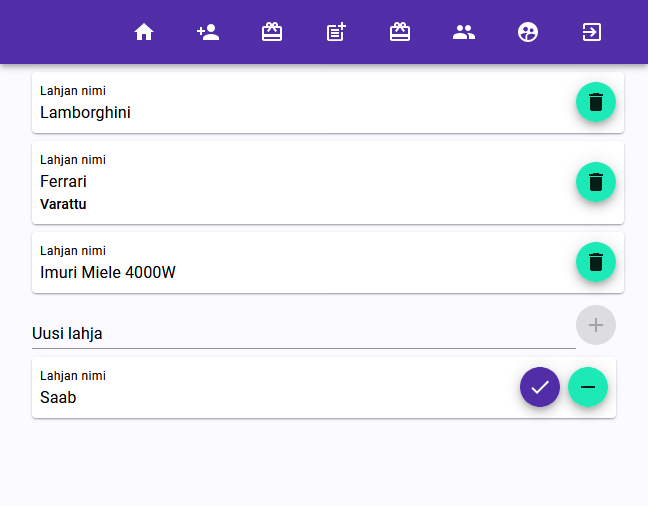 Lahjan nimi
Lamborghini
Lahjan nimi
Ferrari
Varattu
Lahjan nimi
Imuri Miele 4000W
Uusi lahja
Lahjan nimi
Saab